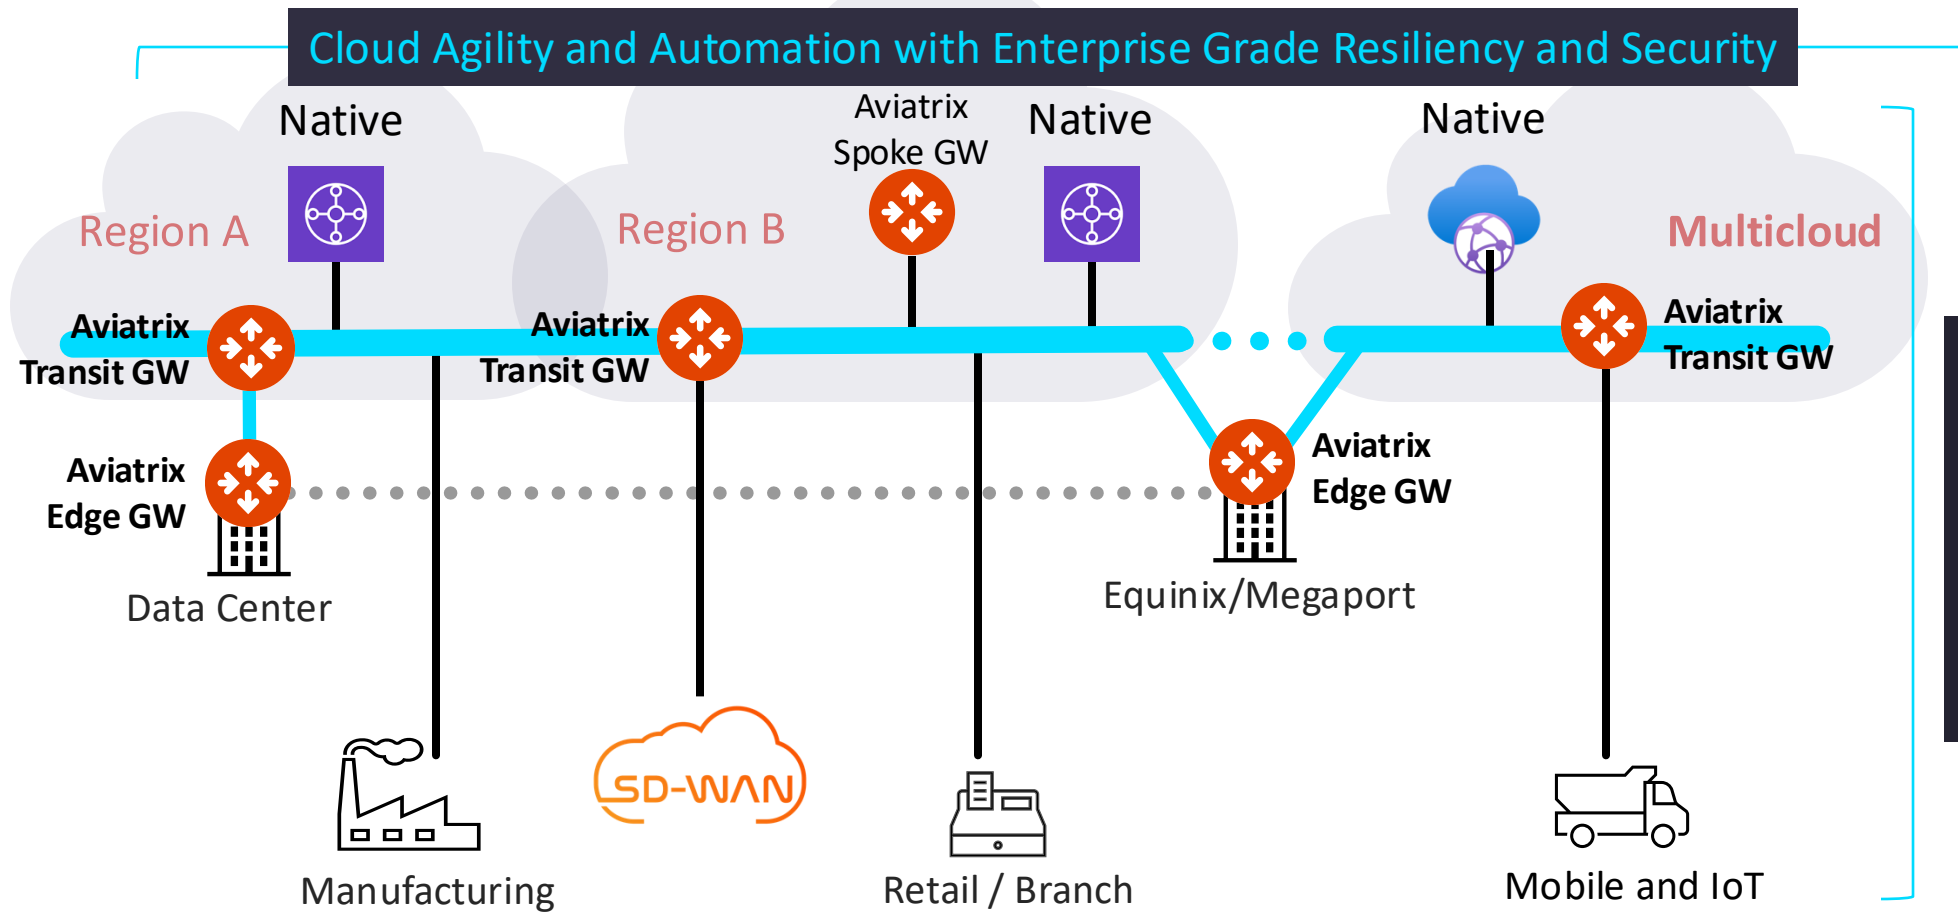 Cloud Agility and Automation with Enterprise Grade Resiliency and Security
Native
Aviatrix
Spoke GW
Native
Native
Region A
Region B
Multicloud
Aviatrix
Transit GW
Aviatrix
Transit GW
Aviatrix
Transit GW
Aviatrix
Edge GW
Aviatrix
Edge GW
Data Center
Equinix/Megaport
SD-WAN
Manufacturing
Retail / Branch
Mobile and IoT